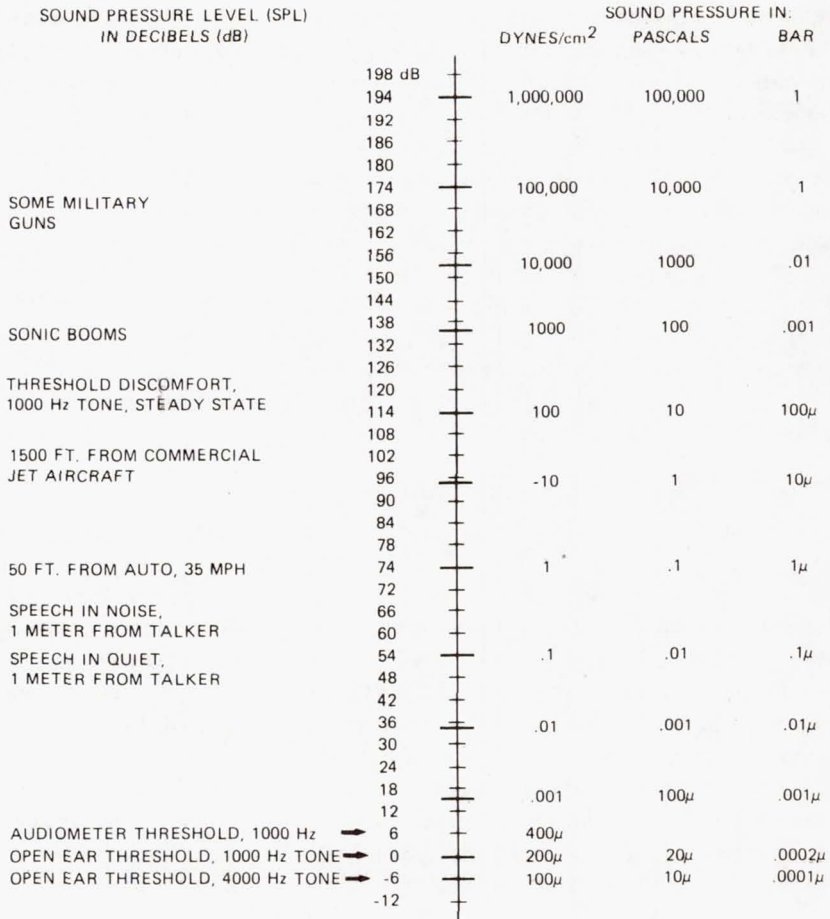 SOUND PRESSURE LEVEL (SPL) SOUND PRESSURE IN:
IN DECIBELS (dB) DYNES/cm² PASCALS BAR
198 dB
194 1,000,000 100,000 1
192
186
180
174 100,000 10,000 .1
SOME MILITARY 168
GUNS
162
156
10,000 1000 .01
150
144
138
SONIC BOOMS 1000 100 .001
132
126
THRESHOLD DISCOMFORT, 120
1000 Hz TONE, STEADY STATE
114 100 10 100μ
108
1500 FT. FROM COMMERCIAL 102
JET AIRCRAFT 96 -10 1 10μ
90
84
78
50 FT. FROM AUTO, 35 MPH 74 1 .1 1μ
72
SPEECH IN NOISE, 66
1 METER FROM TALKER 60
SPEECH IN QUIET, 54 .1 .01 .1μ
1 METER FROM TALKER 48
42
36 .01 .001 .01μ
30
24
18 .001 100μ .001μ
12
AUDIOMETER THRESHOLD, 1000 Hz 6 400μ
OPEN EAR THRESHOLD, 1000 Hz TONE 0 200μ 20μ .0002μ
OPEN EAR THRESHOLD, 4000 Hz TONE -6 100μ 10μ .0001μ
-12